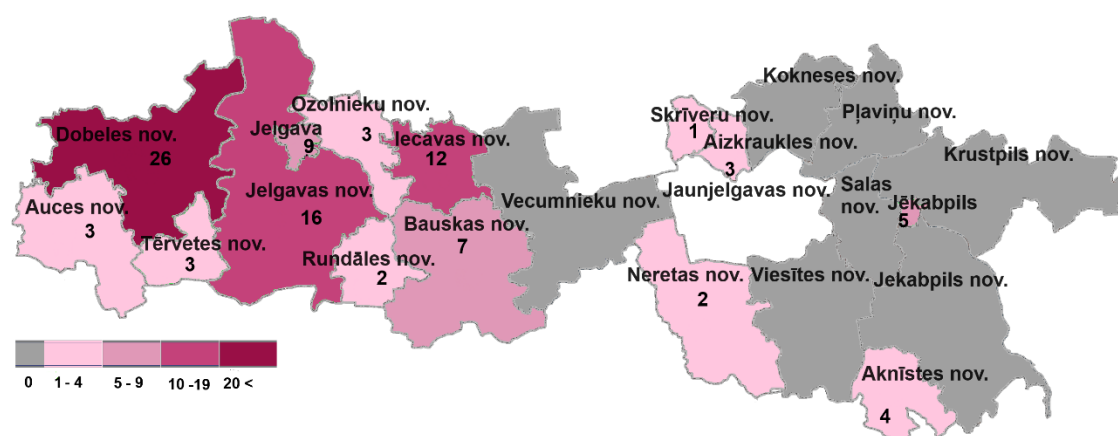 Kokneses nov.
Ozolnieku nov.
Skrīveru nov.
Pļaviņu nov.
Dobeles nov.
26
Jelgava
9
3
Iecavas nov.
12
1
Aizkraukles nov.
3
Krustpils nov.
Auces nov.
3
Jelgavas nov.
16
Vecumnieku nov.
Jaunjelgavas nov.
Salas
nov.
Jēkabpils
5
Tērvetes nov.
3
Bauskas nov.
7
Rundāles nov.
2
Neretas nov.
2
Viesītes nov.
Jekabpils nov.
Aknīstes nov.
4
0 1 - 4 5 - 9 10 -19 20 <